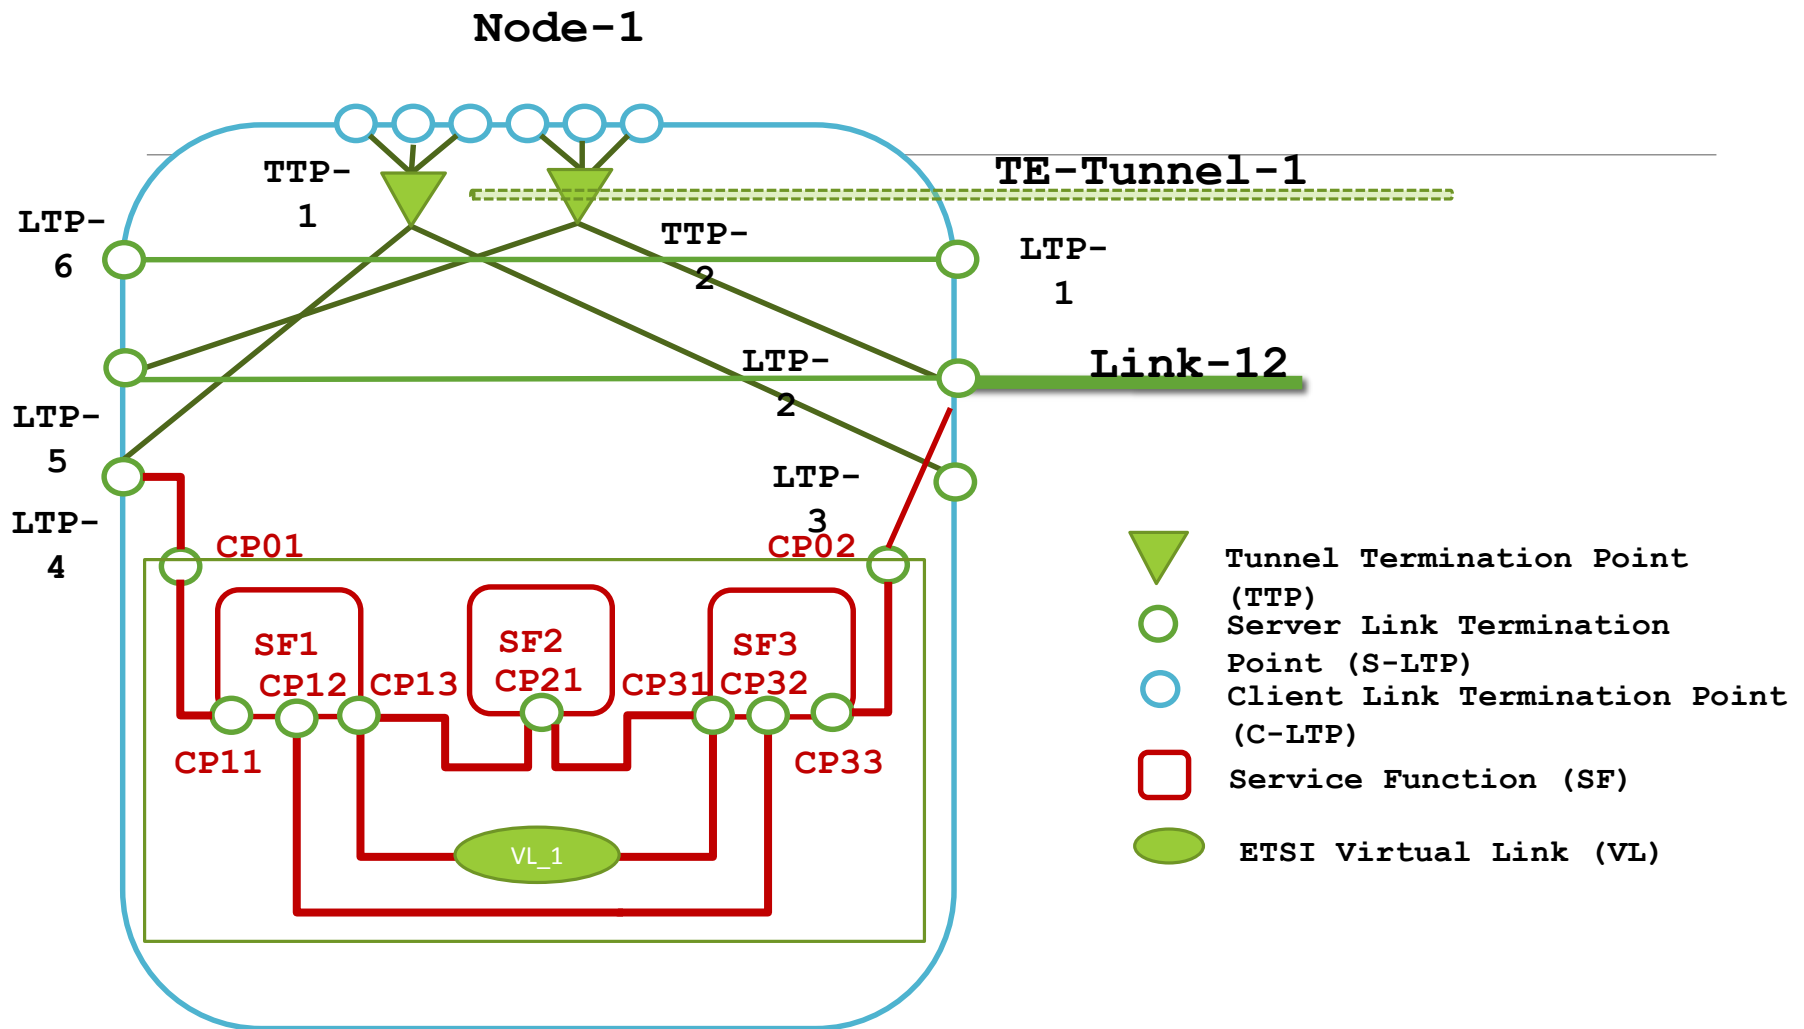 Node-1
TE-Tunnel-1
TTP-
1
LTP-
6
TTP-
2
LTP-
1
LTP-
2
Link-12
LTP-
5
LTP-
3
LTP-
4
CP01
CP02
SF1
SF2
SF3
CP12
CP13
CP21
CP31
CP32
CP11
CP33
VL_1
Tunnel Termination Point
(TTP)
Server Link Termination
Point (S-LTP)
Client Link Termination Point
(C-LTP)
Service Function (SF)
ETSI Virtual Link (VL)